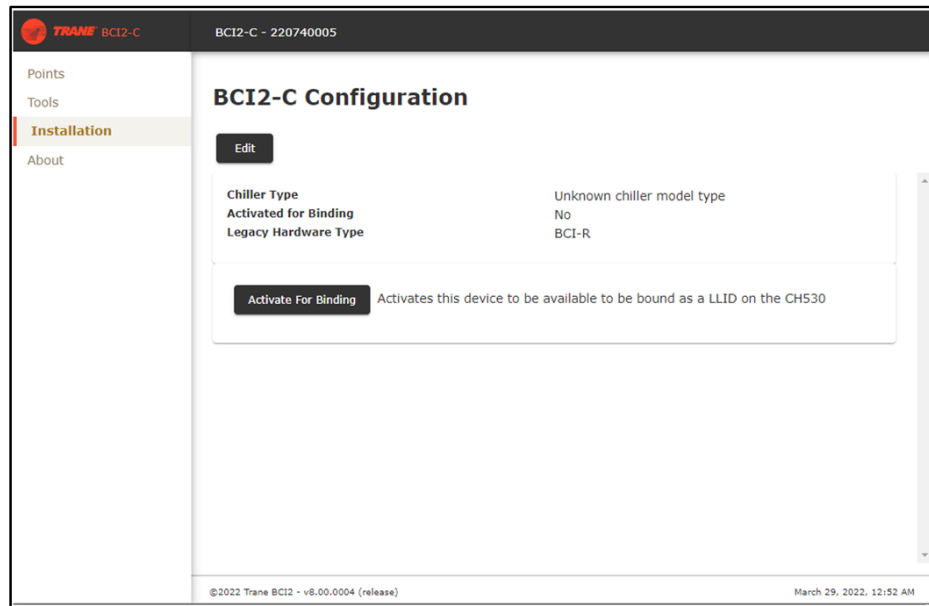 TRANE BCI2-C
BCI2-C - 220740005
Points
Tools
Installation
About
BCI2-C Configuration
Edit
Chiller Type Unknown chiller model type
Activated for Binding No
Legacy Hardware Type BCI-R
Activate For Binding Activates this device to be available to be bound as a LLID on the CH530
©2022 Trane BCI2 - v8.00.0004 (release) March 29, 2022, 12:52 AM